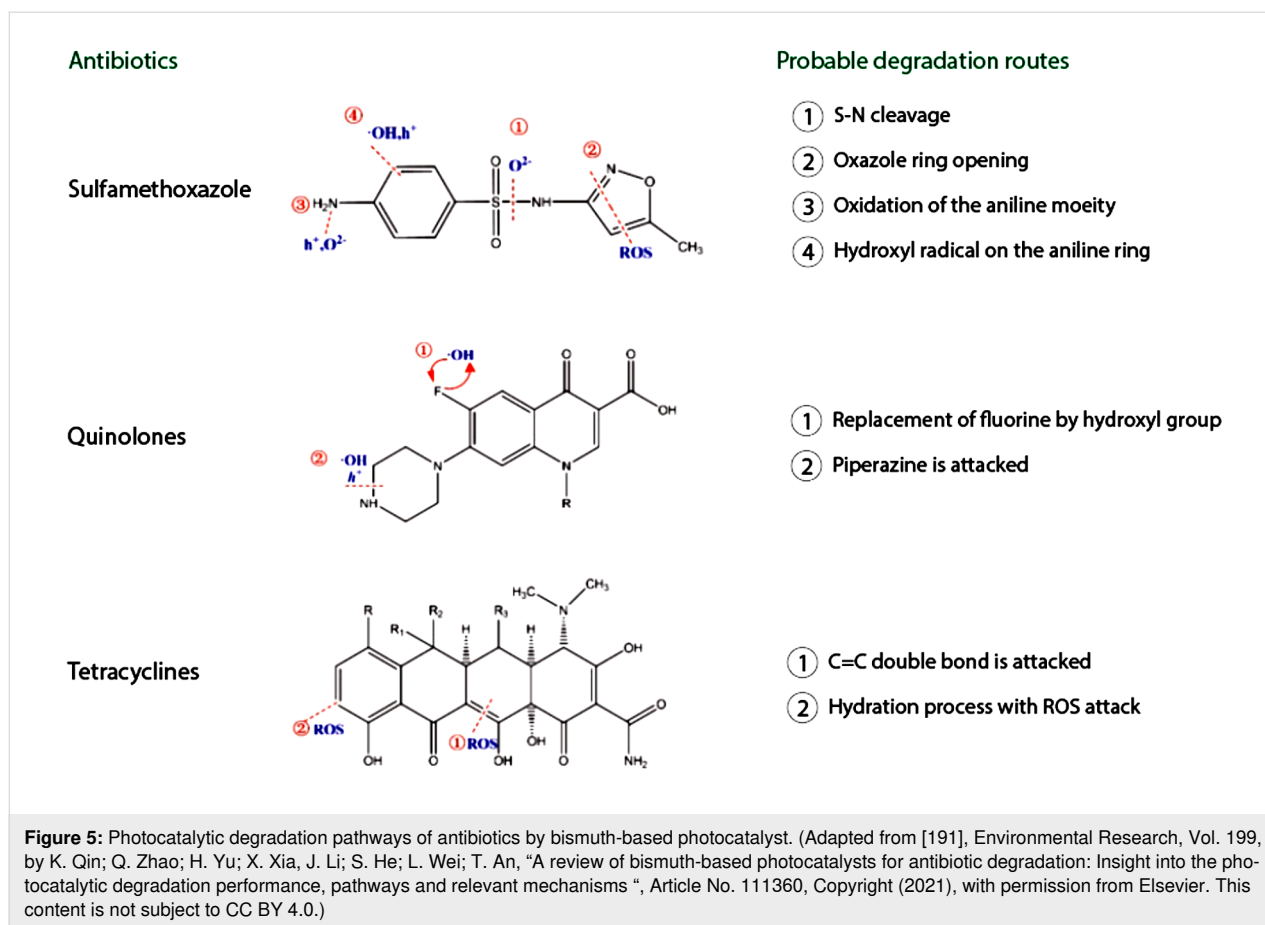 Antibiotics
Probable degradation routes
Sulfamethoxazole
④
·OH,h⁺
①
O²⁻
②
③ H₂N
h⁺,O²⁻
O
S
O
NH
N
O
ROS
CH₃
① S-N cleavage
② Oxazole ring opening
③ Oxidation of the aniline moeity
④ Hydroxyl radical on the aniline ring
Quinolones
① ·OH
F
O
O
OH
② ·OH
h⁺
N
NH
N
R
① Replacement of fluorine by hydroxyl group
② Piperazine is attacked
Tetracyclines
H₃C
CH₃
N
R
R₁
R₂
H
R₃
H
OH
② ROS
① ROS
OH
O
OH
OH
O
O
NH₂
① C=C double bond is attacked
② Hydration process with ROS attack
Figure 5: Photocatalytic degradation pathways of antibiotics by bismuth-based photocatalyst. (Adapted from [191], Environmental Research, Vol. 199,
by K. Qin; Q. Zhao; H. Yu; X. Xia, J. Li; S. He; L. Wei; T. An, “A review of bismuth-based photocatalysts for antibiotic degradation: Insight into the pho-
tocatalytic degradation performance, pathways and relevant mechanisms “, Article No. 111360, Copyright (2021), with permission from Elsevier. This
content is not subject to CC BY 4.0.)